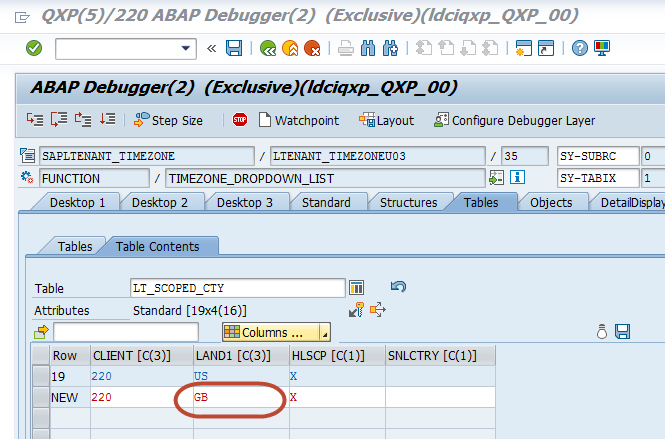 QXP(5)/220 ABAP Debugger(2) (Exclusive)(ldciqxp_QXP_00)
ABAP Debugger(2) (Exclusive)(ldciqxp_QXP_00)
Step Size STOP Watchpoint Layout Configure Debugger Layer
SAPLTENANT_TIMEZONE / LTENANT_TIMEZONEU03 / 35 SY-SUBRC 0
FUNCTION / TIMEZONE_DROPDOWN_LIST SY-TABIX 1
Desktop 1 Desktop 2 Desktop 3 Standard Structures Tables Objects DetailDisplay
Tables Table Contents
Table LT_SCOPED_CTY
Attributes Standard [19x4(16)]
Columns ...
Row CLIENT [C(3)] LAND1 [C(3)] HLSCP [C(1)] SNLCTRY [C(1)]
19 220 US X
NEW 220 GB X